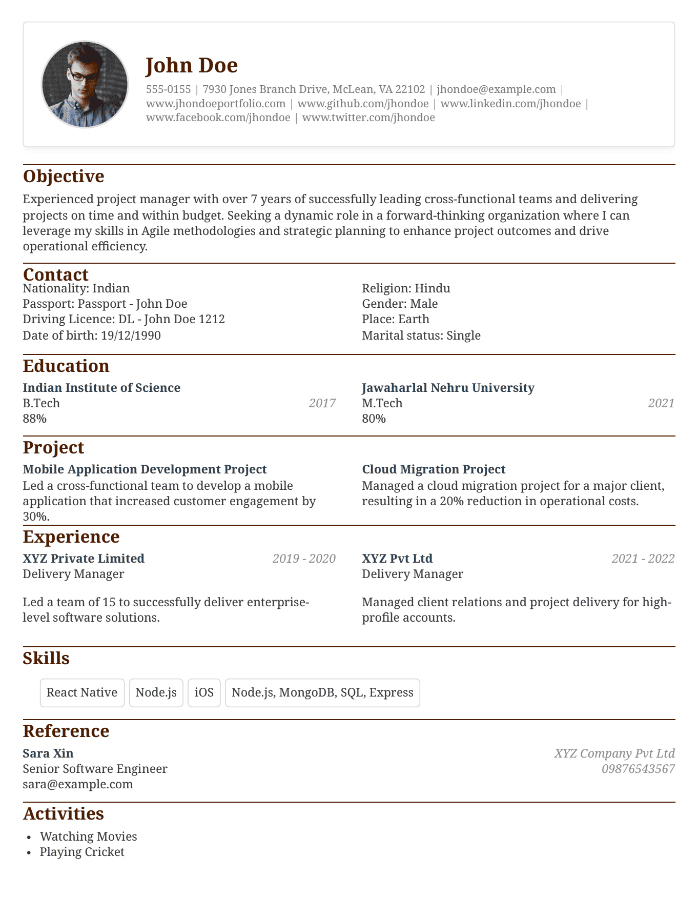 John Doe
555-0155 | 7930 Jones Branch Drive, McLean, VA 22102 | jhondoe@example.com |
www.jhondoeportfolio.com | www.github.com/jhondoe | www.linkedin.com/jhondoe |
www.facebook.com/jhondoe | www.twitter.com/jhondoe
Objective
Experienced project manager with over 7 years of successfully leading cross-functional teams and delivering
projects on time and within budget. Seeking a dynamic role in a forward-thinking organization where I can
leverage my skills in Agile methodologies and strategic planning to enhance project outcomes and drive
operational efficiency.
Contact
Nationality: Indian
Passport: Passport - John Doe
Driving Licence: DL - John Doe 1212
Date of birth: 19/12/1990
Religion: Hindu
Gender: Male
Place: Earth
Marital status: Single
Education
Indian Institute of Science
B.Tech 2017
88%
Jawaharlal Nehru University
M.Tech 2021
80%
Project
Mobile Application Development Project
Led a cross-functional team to develop a mobile
application that increased customer engagement by
30%.
Cloud Migration Project
Managed a cloud migration project for a major client,
resulting in a 20% reduction in operational costs.
Experience
XYZ Private Limited 2019 - 2020
Delivery Manager
Led a team of 15 to successfully deliver enterprise-
level software solutions.
XYZ Pvt Ltd 2021 - 2022
Delivery Manager
Managed client relations and project delivery for high-
profile accounts.
Skills
React Native Node.js iOS Node.js, MongoDB, SQL, Express
Reference
Sara Xin XYZ Company Pvt Ltd
Senior Software Engineer 09876543567
sara@example.com
Activities
• Watching Movies
• Playing Cricket